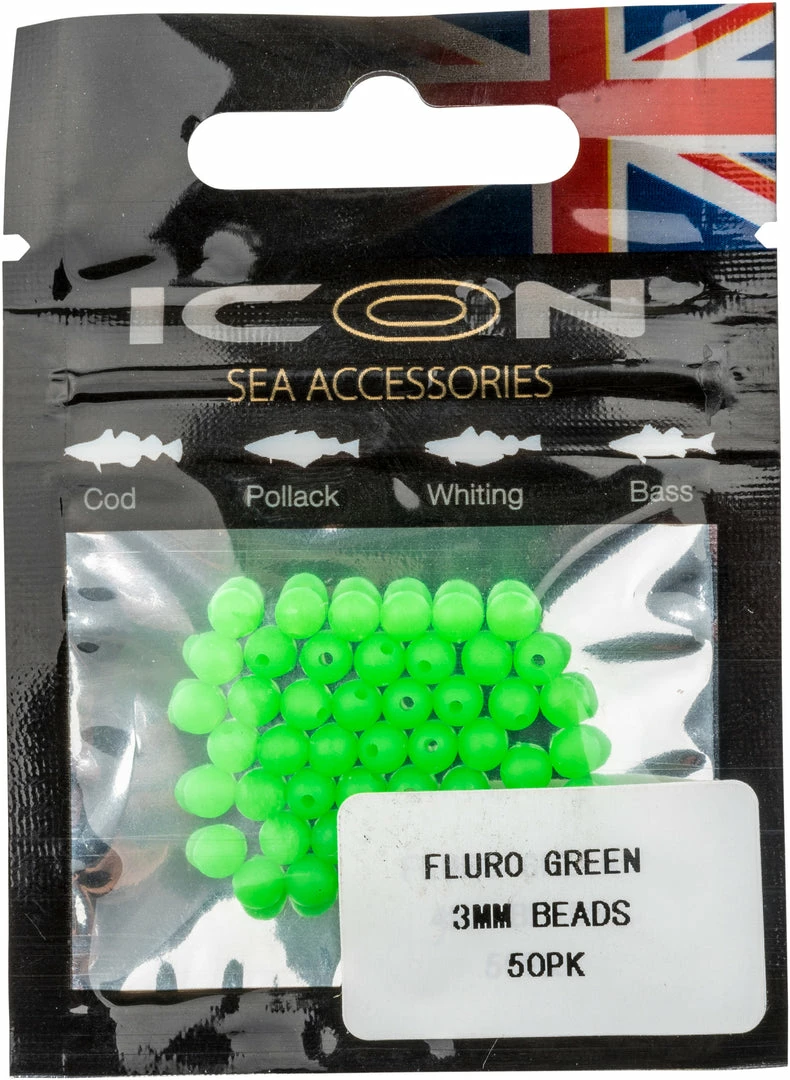 ICON
SEA ACCESSORIES
Cod Pollack Whiting Bass
FLURO GREEN
3MM BEADS
50PK